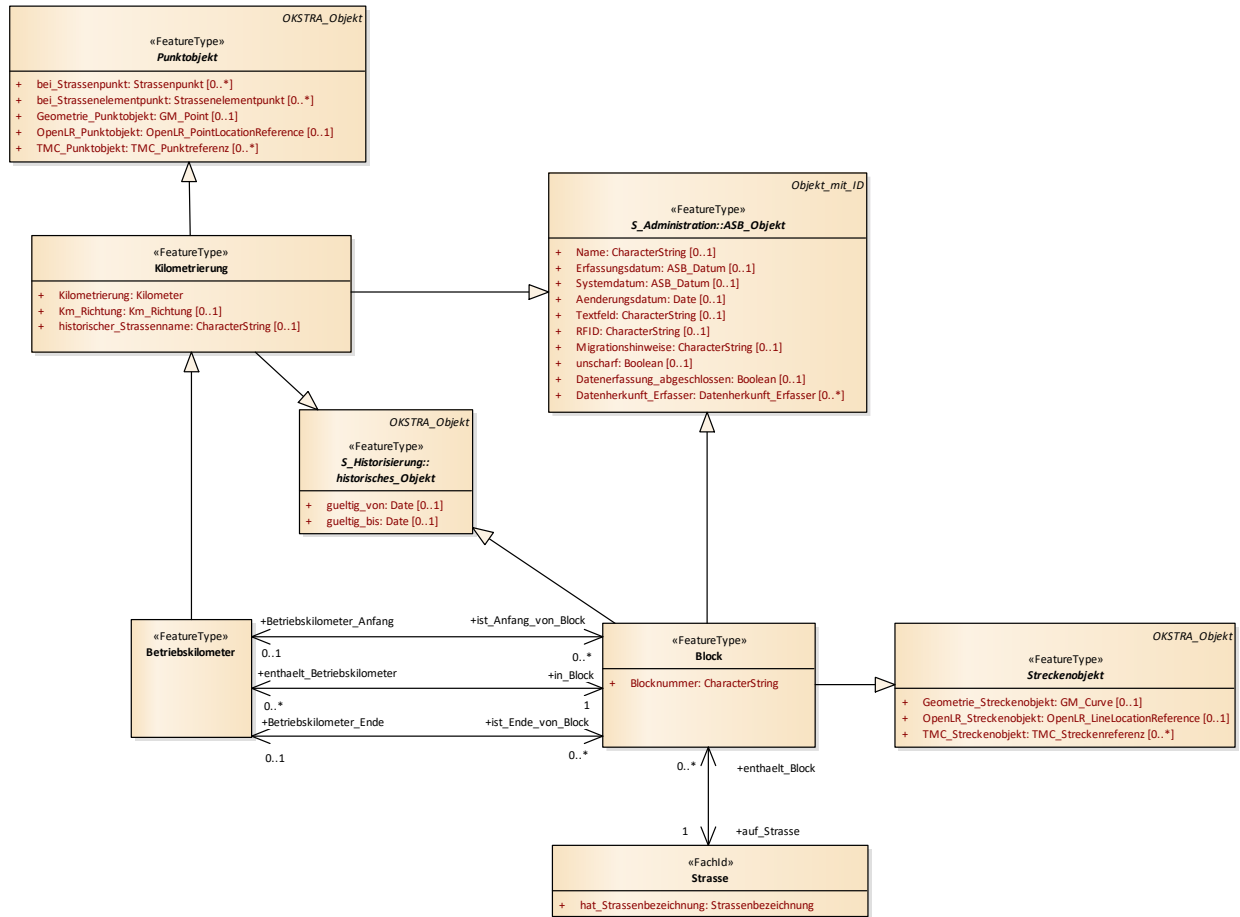 OKSTRA_Objekt
«FeatureType»
Punktobjekt
+ bei_Strassenpunkt: Strassenpunkt [0..*]
+ bei_Strassenelementpunkt: Strassenelementpunkt [0..*]
+ Geometrie_Punktobjekt: GM_Point [0..1]
+ OpenLR_Punktobjekt: OpenLR_PointLocationReference [0..1]
+ TMC_Punktobjekt: TMC_Punktreferenz [0..*]
Objekt_mit_ID
«FeatureType»
S_Administration::ASB_Objekt
+ Name: CharacterString [0..1]
+ Erfassungsdatum: ASB_Datum [0..1]
+ Systemdatum: ASB_Datum [0..1]
+ Aenderungsdatum: Date [0..1]
+ Textfeld: CharacterString [0..1]
+ RFID: CharacterString [0..1]
+ Migrationshinweise: CharacterString [0..1]
+ unscharf: Boolean [0..1]
+ Datenerfassung_abgeschlossen: Boolean [0..1]
+ Datenherkunft_Erfasser: Datenherkunft_Erfasser [0..*]
«FeatureType»
Kilometrierung
+ Kilometrierung: Kilometer
+ Km_Richtung: Km_Richtung [0..1]
+ historischer_Strassenname: CharacterString [0..1]
OKSTRA_Objekt
«FeatureType»
S_Historisierung::
historisches_Objekt
+ gueltig_von: Date [0..1]
+ gueltig_bis: Date [0..1]
«FeatureType»
Betriebskilometer
+Betriebskilometer_Anfang
+ist_Anfang_von_Block
0..1
0..*
+enthaelt_Betriebskilometer
+in_Block
0..*
1
+Betriebskilometer_Ende
+ist_Ende_von_Block
0..1
0..*
«FeatureType»
Block
+ Blocknummer: CharacterString
OKSTRA_Objekt
«FeatureType»
Streckenobjekt
+ Geometrie_Streckenobjekt: GM_Curve [0..1]
+ OpenLR_Streckenobjekt: OpenLR_LineLocationReference [0..1]
+ TMC_Streckenobjekt: TMC_Streckenreferenz [0..*]
0..*
+enthaelt_Block
1
+auf_Strasse
«FachId»
Strasse
+ hat_Strassenbezeichnung: Strassenbezeichnung